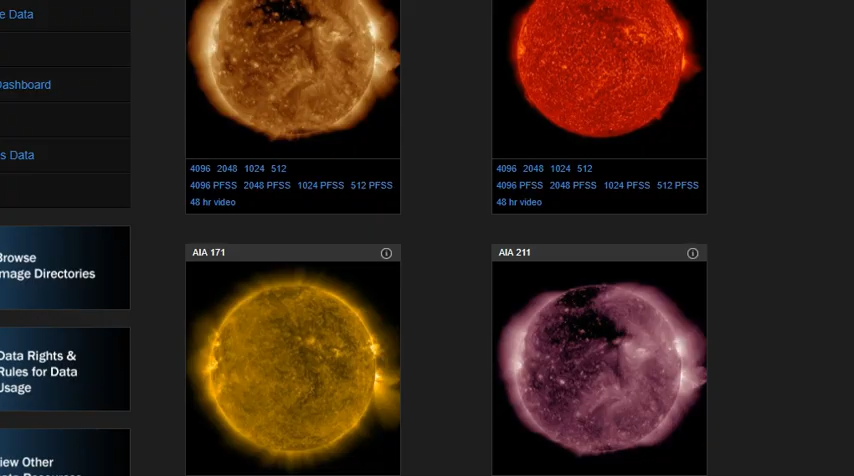 e Data
Dashboard
s Data
Browse
Image Directories
Data Rights &
Rules for Data
Usage
View Other
4096 2048 1024 512
4096 PFSS 2048 PFSS 1024 PFSS 512 PFSS
48 hr video
4096 2048 1024 512
4096 PFSS 2048 PFSS 1024 PFSS 512 PFSS
48 hr video
AIA 171
AIA 211